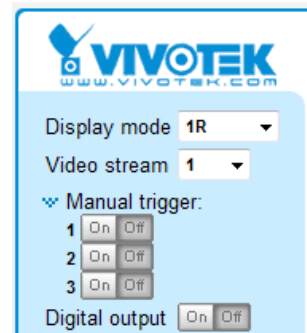 VIVOTEK
www.vivotek.com
Display mode 1R
Video stream 1
Manual trigger:
1 On Off
2 On Off
3 On Off
Digital output On Off